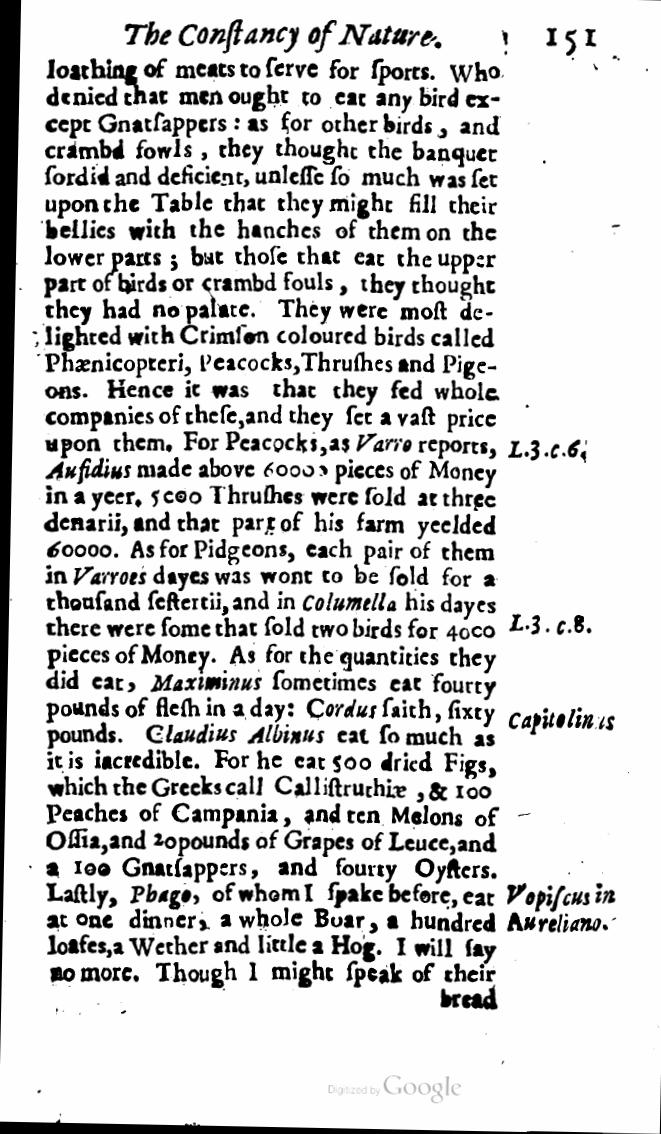 The Conſtancy of Nature. 151
loathing of meats to ſerve for ſports. Who
denied that men ought to eat any bird ex-
cept Gnatſappers : as for other birds, and
crambd fowls, they thought the banquet
ſordid and deficient, unleſſe ſo much was ſet
upon the Table that they might fill their
bellies with the hanches of them on the
lower parts ; but thoſe that eat the upper
part of birds or crambd fouls, they thought
they had no palate. They were moſt de-
lighted with Crimſon coloured birds called
Phænicopteri, Peacocks,Thruſhes and Pige-
ons. Hence it was that they fed whole
companies of theſe,and they ſet a vaſt price
upon them. For Peacocks,as Varro reports, L.3.c.6.
Aufidius made above 60000 pieces of Money
in a yeer. 5000 Thruſhes were ſold at three
denarii, and that part of his farm yeelded
60000. As for Pidgeons, each pair of them
in Varroes dayes was wont to be ſold for a
thouſand ſeſtertii,and in Columella his dayes
there were ſome that ſold two birds for 4000 L.3. c.8.
pieces of Money. As for the quantities they
did eat, Maximinus ſometimes eat fourty
pounds of fleſh in a day: Cordus ſaith, ſixty Capitolinus
pounds. Claudius Albinus eat ſo much as
it is incredible. For he eat 500 dried Figs,
which the Greeks call Calliſtruthiæ ,& 100
Peaches of Campania, and ten Melons of
Oſſia,and 20pounds of Grapes of Leuce,and
a 100 Gnatſappers, and fourty Oyſters.
Laſtly, Phago, of whom I ſpake before, eat Vopiſcus in
at one dinner, a whole Boar, a hundred Aureliano.
loafes,a Wether and little a Hog. I will ſay
no more. Though I might ſpeak of their
bread
Digitized by Google